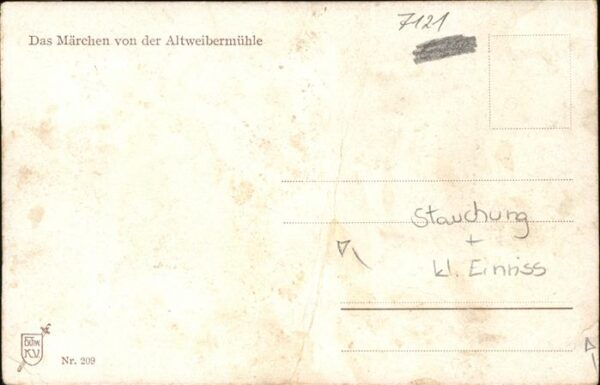 7121
Das Märchen von der Altweibermühle
Stauchung
+
kl. Einriss
K.V.
Nr. 209